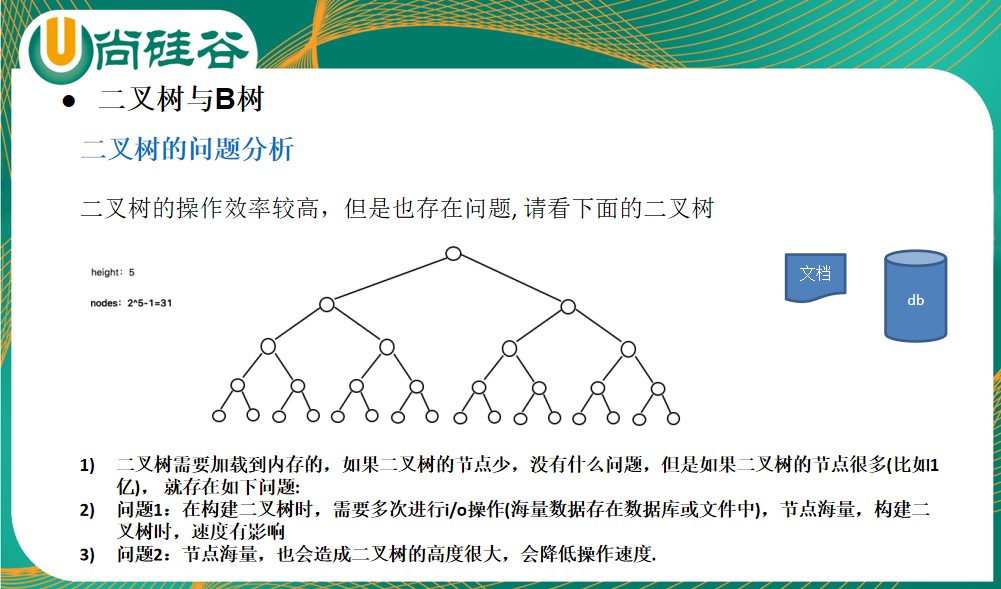 尚硅谷
● 二叉树与B树
二叉树的问题分析
二叉树的操作效率较高，但是也存在问题, 请看下面的二叉树
height：5
nodes：2^5-1=31
文档
db
1) 二叉树需要加载到内存的，如果二叉树的节点少，没有什么问题，但是如果二叉树的节点很多(比如1
亿)， 就存在如下问题:
2) 问题1：在构建二叉树时，需要多次进行i/o操作(海量数据存在数据库或文件中)，节点海量，构建二
叉树时，速度有影响
3) 问题2：节点海量，也会造成二叉树的高度很大，会降低操作速度.